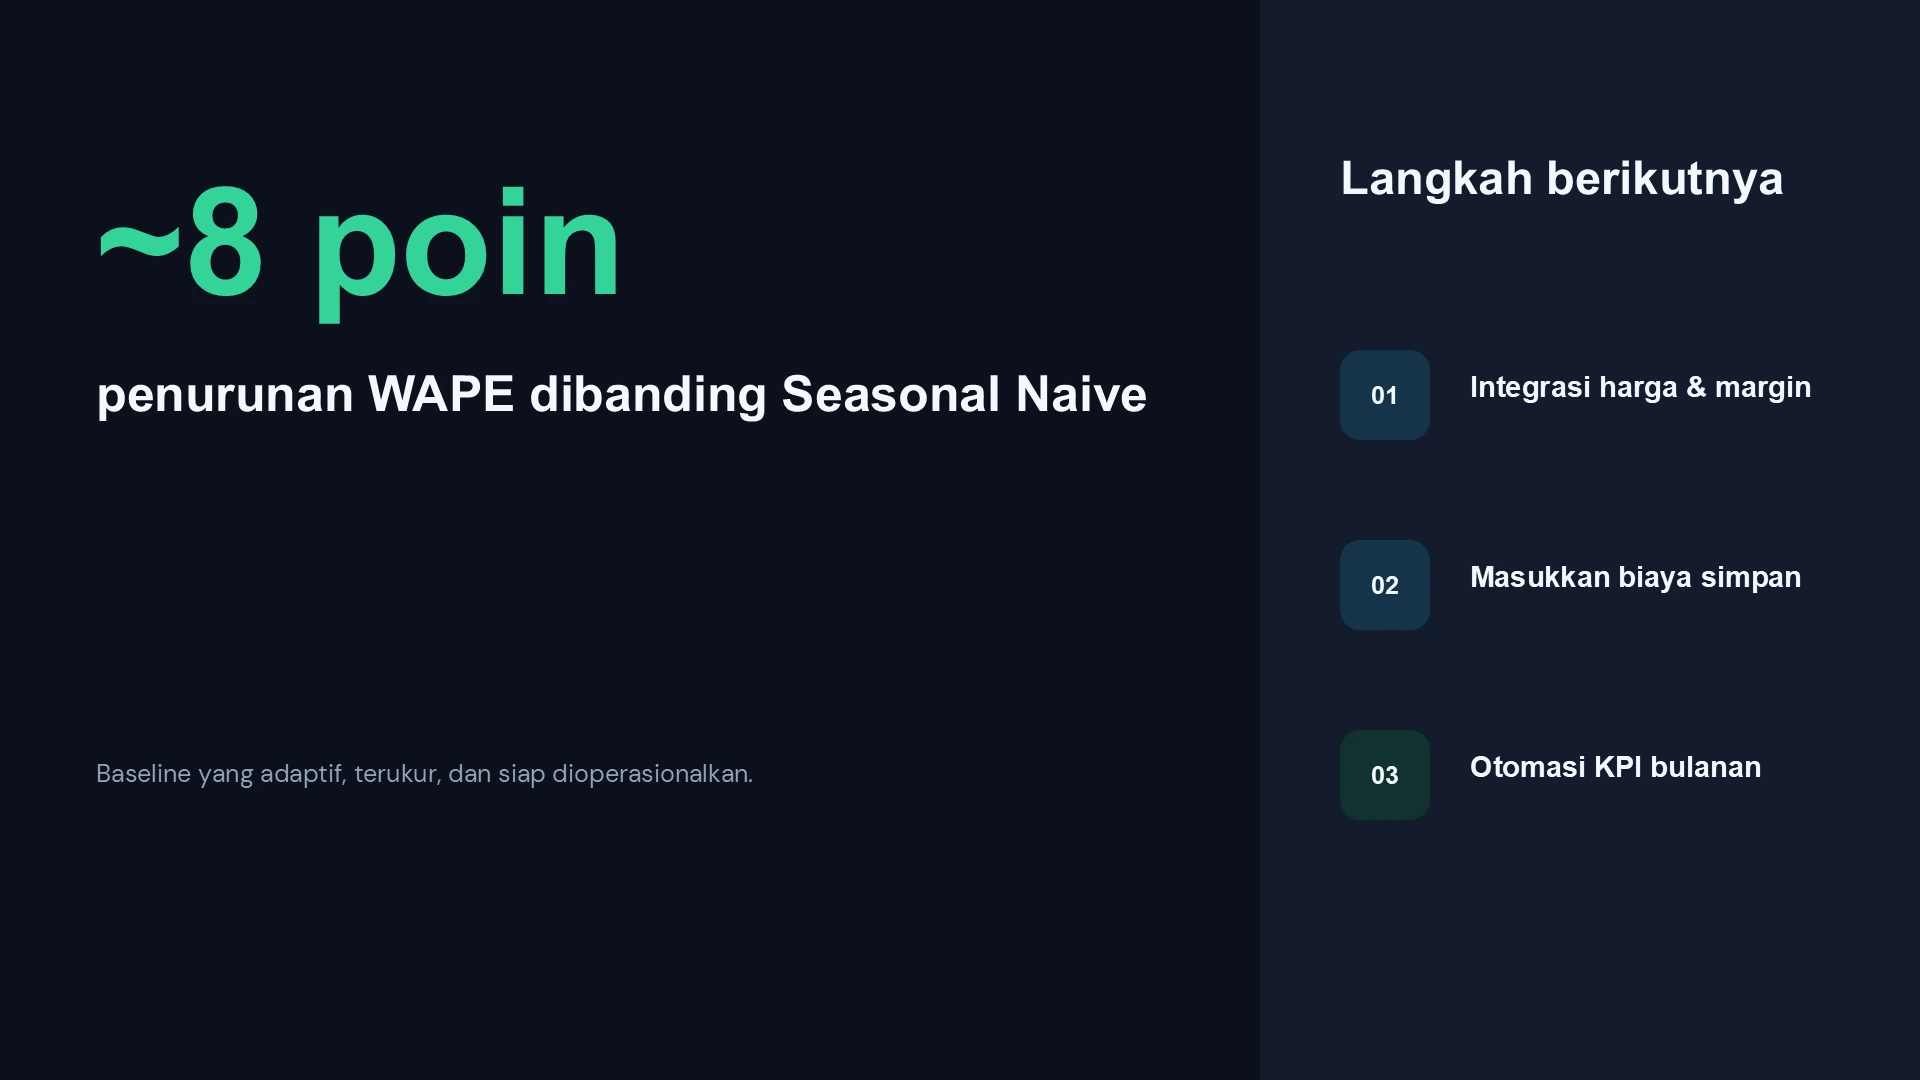 ~8 poin
penurunan WAPE dibanding Seasonal Naive
Baseline yang adaptif, terukur, dan siap dioperasionalkan.
Langkah berikutnya
01
Integrasi harga & margin
02
Masukkan biaya simpan
03
Otomasi KPI bulanan